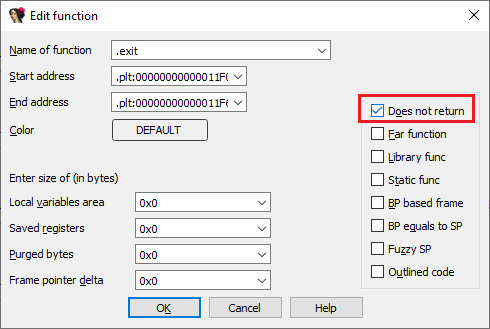 Edit function
Name of function
.exit
Start address
.plt:00000000000011F0
End address
.plt:00000000000011F6
Color
DEFAULT
Does not return
Far function
Library func
Static func
BP based frame
BP equals to SP
Fuzzy SP
Outlined code
Enter size of (in bytes)
Local variables area
0x0
Saved registers
0x0
Purged bytes
0x0
Frame pointer delta
0x0
OK
Cancel
Help